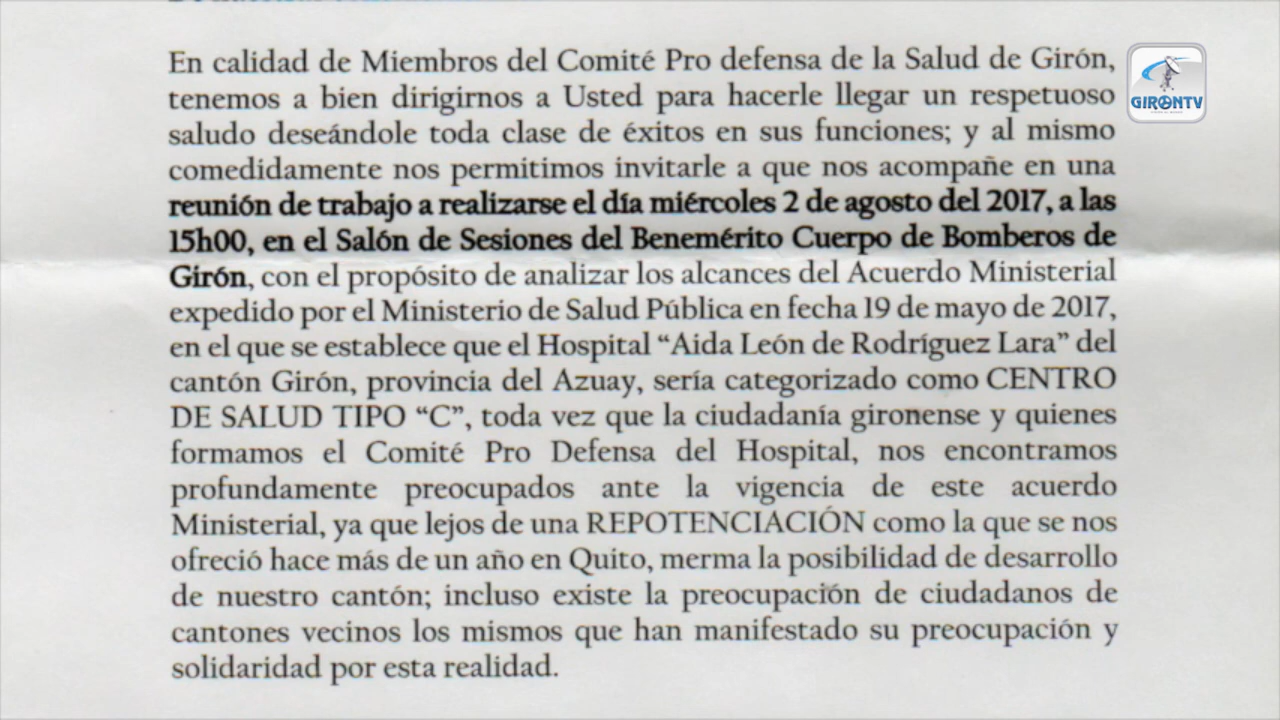 En calidad de Miembros del Comité Pro defensa de la Salud de Girón,
tenemos a bien dirigirnos a Usted para hacerle llegar un respetuoso
saludo deseándole toda clase de éxitos en sus funciones; y al mismo
comedidamente nos permitimos invitarle a que nos acompañe en una
reunión de trabajo a realizarse el día miércoles 2 de agosto del 2017, a las
15h00, en el Salón de Sesiones del Benemérito Cuerpo de Bomberos de
Girón, con el propósito de analizar los alcances del Acuerdo Ministerial
expedido por el Ministerio de Salud Pública en fecha 19 de mayo de 2017,
en el que se establece que el Hospital “Aida León de Rodríguez Lara” del
cantón Girón, provincia del Azuay, sería categorizado como CENTRO
DE SALUD TIPO “C”, toda vez que la ciudadanía gironense y quienes
formamos el Comité Pro Defensa del Hospital, nos encontramos
profundamente preocupados ante la vigencia de este acuerdo
Ministerial, ya que lejos de una REPOTENCIACIÓN como la que se nos
ofreció hace más de un año en Quito, merma la posibilidad de desarrollo
de nuestro cantón; incluso existe la preocupación de ciudadanos de
cantones vecinos los mismos que han manifestado su preocupación y
solidaridad por esta realidad.
GIRONTV